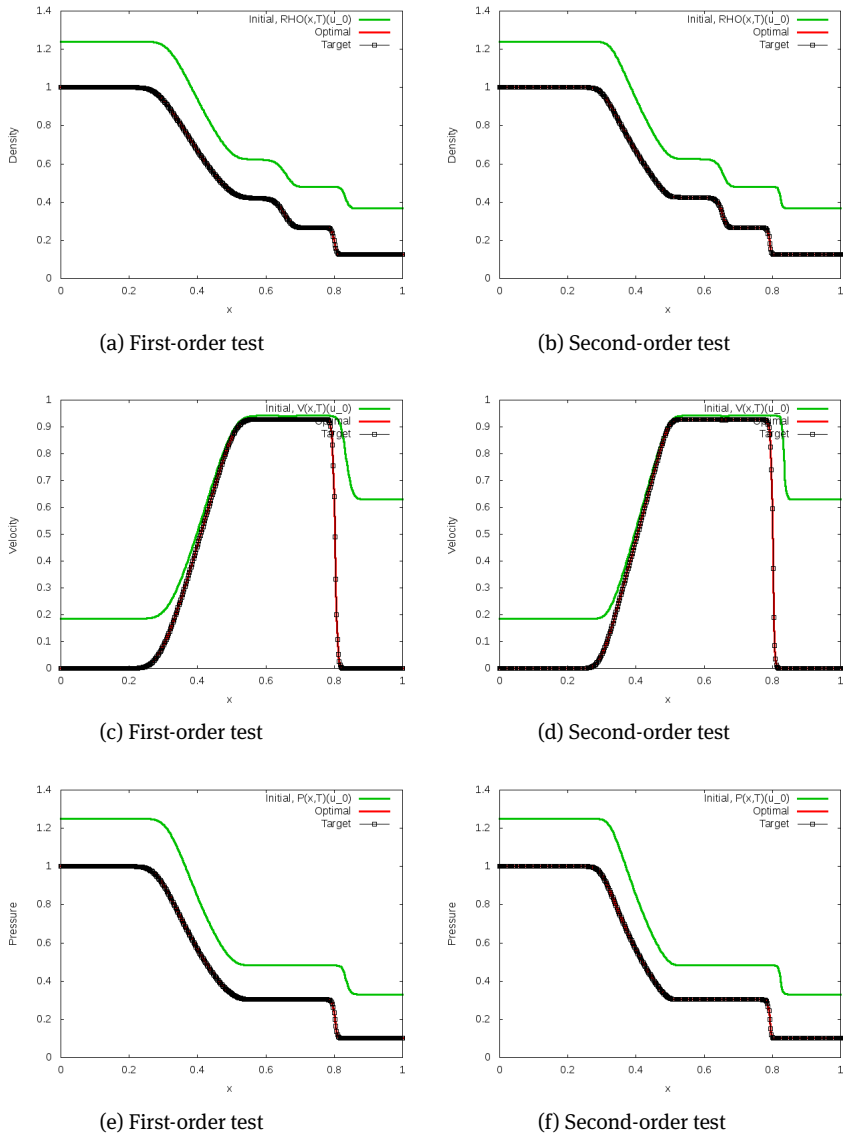 1.4
1.2
1
0.8
0.6
0.4
0.2
0
Density
Initial, RHO(x,T)(u_0)
Optimal
Target
0 0.2 0.4 0.6 0.8 1
x
(a) First-order test
1.4
1.2
1
0.8
0.6
0.4
0.2
0
Density
Initial, RHO(x,T)(u_0)
Optimal
Target
0 0.2 0.4 0.6 0.8 1
x
(b) Second-order test
1
0.9
0.8
0.7
0.6
0.5
0.4
0.3
0.2
0.1
0
Velocity
Initial, V(x,T)(u_0)
Optimal
Target
0 0.2 0.4 0.6 0.8 1
x
(c) First-order test
1
0.9
0.8
0.7
0.6
0.5
0.4
0.3
0.2
0.1
0
Velocity
Initial, V(x,T)(u_0)
Optimal
Target
0 0.2 0.4 0.6 0.8 1
x
(d) Second-order test
1.4
1.2
1
0.8
0.6
0.4
0.2
0
Pressure
Initial, P(x,T)(u_0)
Optimal
Target
0 0.2 0.4 0.6 0.8 1
x
(e) First-order test
1.4
1.2
1
0.8
0.6
0.4
0.2
0
Pressure
Initial, P(x,T)(u_0)
Optimal
Target
0 0.2 0.4 0.6 0.8 1
x
(f) Second-order test